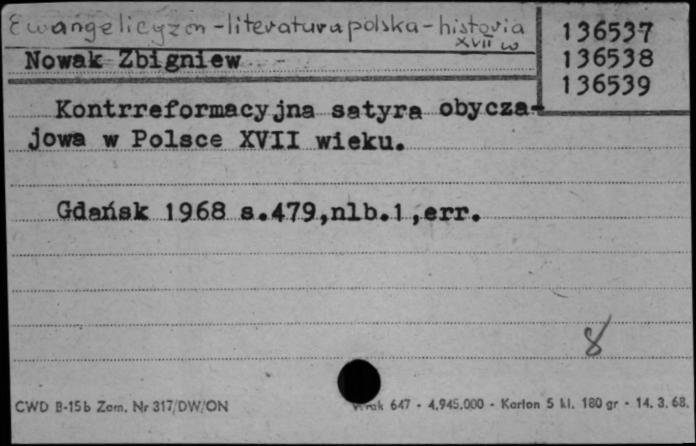 Ewangelicyzm - literatura polska - historia
XVII w
136537
136538
136539
Nowak Zbigniew
Kontrreformacyjna satyra obycza-
jowa w Polsce XVII wieku.
Gdańsk 1968 s.479,nlb.1,err.
8
CWD B-15b Zam. Nr 317/DW/ON
647 - 4.945.000 - Karton 5 kl. 180 gr - 14. 3. 68.